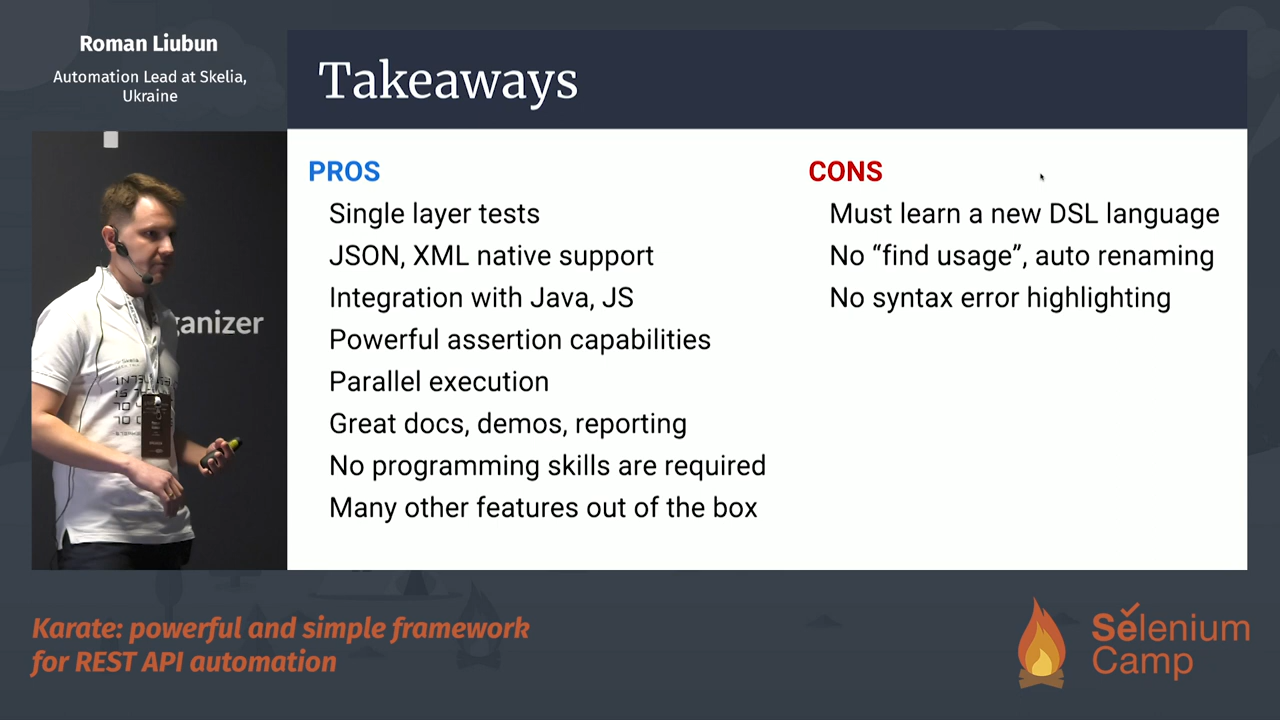 Roman Liubun
Automation Lead at Skelia,
Ukraine
Takeaways
PROS
Single layer tests
JSON, XML native support
Integration with Java, JS
Powerful assertion capabilities
Parallel execution
Great docs, demos, reporting
No programming skills are required
Many other features out of the box
CONS
Must learn a new DSL language
No “find usage”, auto renaming
No syntax error highlighting
ganizer
Karate: powerful and simple framework
for REST API automation
Selenium
Camp